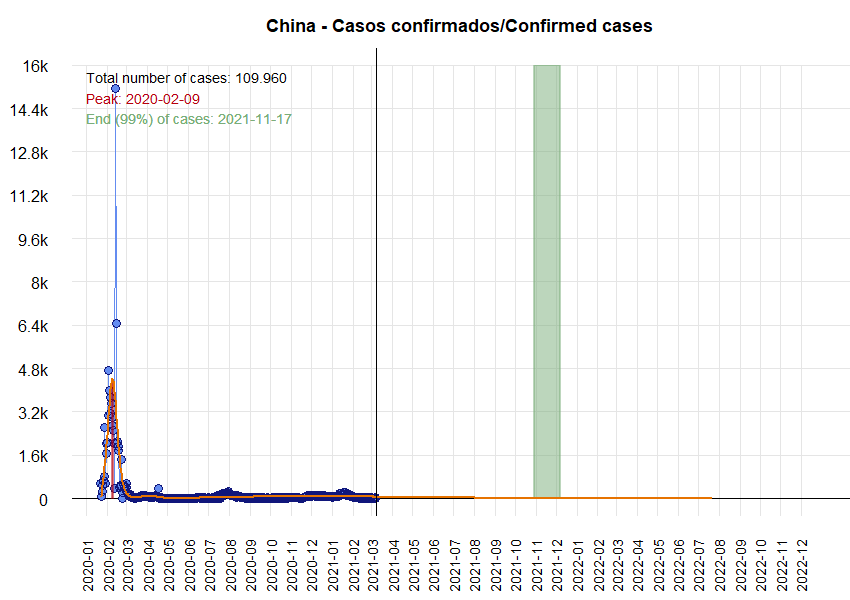 China - Casos confirmados/Confirmed cases
16k
Total number of cases: 109.960
Peak: 2020-02-09
14.4k
End (99%) of cases: 2021-11-17
12.8k
11.2k
9.6k
8k
6.4k
4.8k
3.2k
1.6k
0
2020-01
2020-02
2020-03
2020-04
2020-05
2020-06
2020-07
2020-08
2020-09
2020-10
2020-12
2021-01
2021-02
2021-03
2021-04
2021-05
2021-06
2021-07
2021-08
2021-09
2021-10
2021-11
2021-12
2022-01
2022-02
2022-03
2022-04
2022-05
2022-06
2022-07
2022-08
2022-09
2022-10
2022-11
2022-12